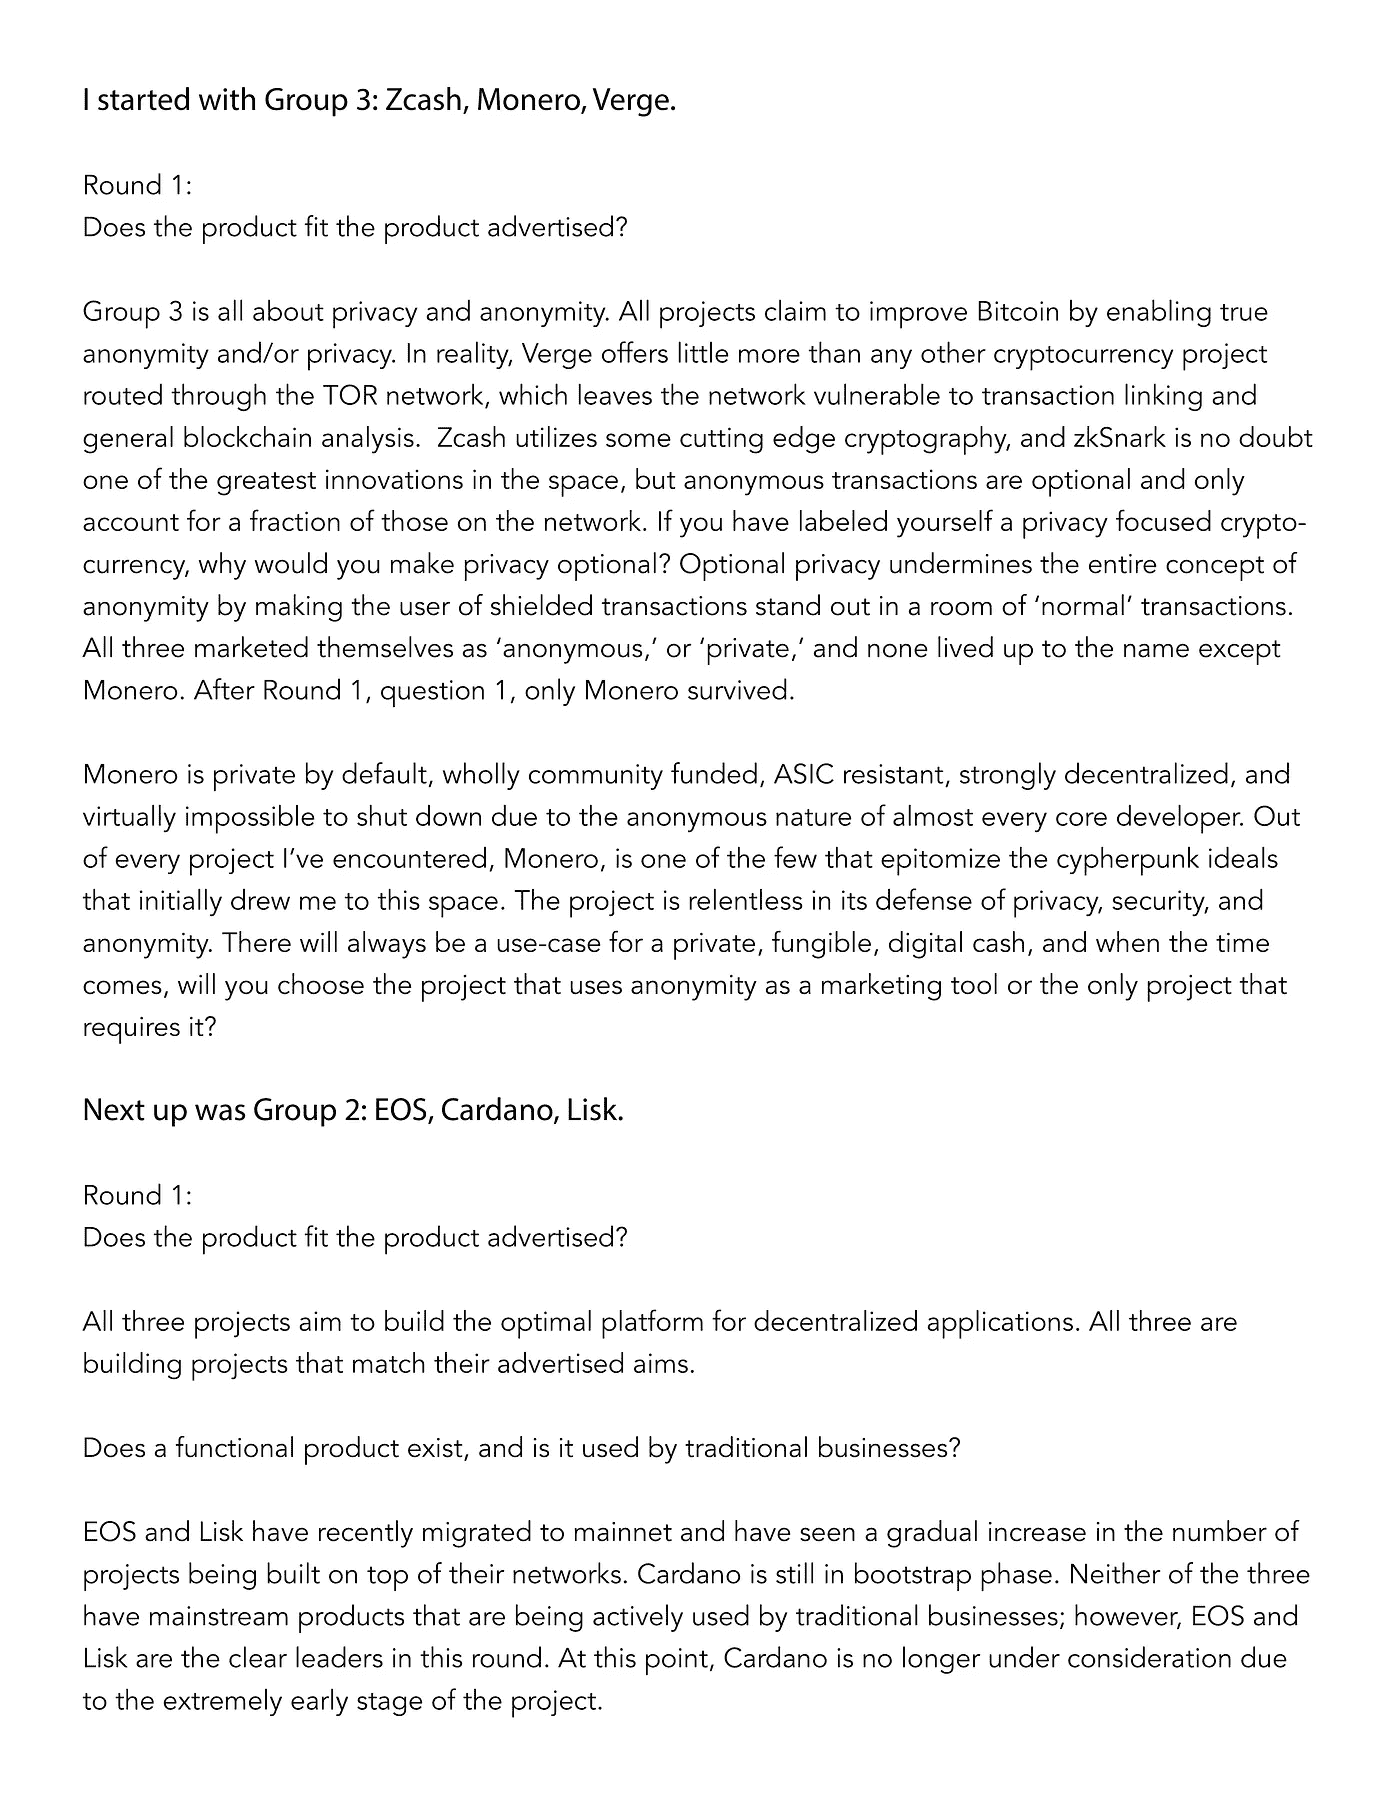 I started with Group 3: Zcash, Monero, Verge.
Round 1:
Does the product fit the product advertised?
Group 3 is all about privacy and anonymity. All projects claim to improve Bitcoin by enabling true
anonymity and/or privacy. In reality, Verge offers little more than any other cryptocurrency project
routed through the TOR network, which leaves the network vulnerable to transaction linking and
general blockchain analysis.  Zcash utilizes some cutting edge cryptography, and zkSnark is no doubt
one of the greatest innovations in the space, but anonymous transactions are optional and only
account for a fraction of those on the network. If you have labeled yourself a privacy focused crypto-
currency, why would you make privacy optional? Optional privacy undermines the entire concept of
anonymity by making the user of shielded transactions stand out in a room of ‘normal’ transactions.
All three marketed themselves as ‘anonymous,’ or ‘private,’ and none lived up to the name except
Monero. After Round 1, question 1, only Monero survived.
Monero is private by default, wholly community funded, ASIC resistant, strongly decentralized, and
virtually impossible to shut down due to the anonymous nature of almost every core developer. Out
of every project I’ve encountered, Monero, is one of the few that epitomize the cypherpunk ideals
that initially drew me to this space. The project is relentless in its defense of privacy, security, and
anonymity. There will always be a use-case for a private, fungible, digital cash, and when the time
comes, will you choose the project that uses anonymity as a marketing tool or the only project that
requires it?
Next up was Group 2: EOS, Cardano, Lisk.
Round 1:
Does the product fit the product advertised?
All three projects aim to build the optimal platform for decentralized applications. All three are
building projects that match their advertised aims.
Does a functional product exist, and is it used by traditional businesses?
EOS and Lisk have recently migrated to mainnet and have seen a gradual increase in the number of
projects being built on top of their networks. Cardano is still in bootstrap phase. Neither of the three
have mainstream products that are being actively used by traditional businesses; however, EOS and
Lisk are the clear leaders in this round. At this point, Cardano is no longer under consideration due
to the extremely early stage of the project.